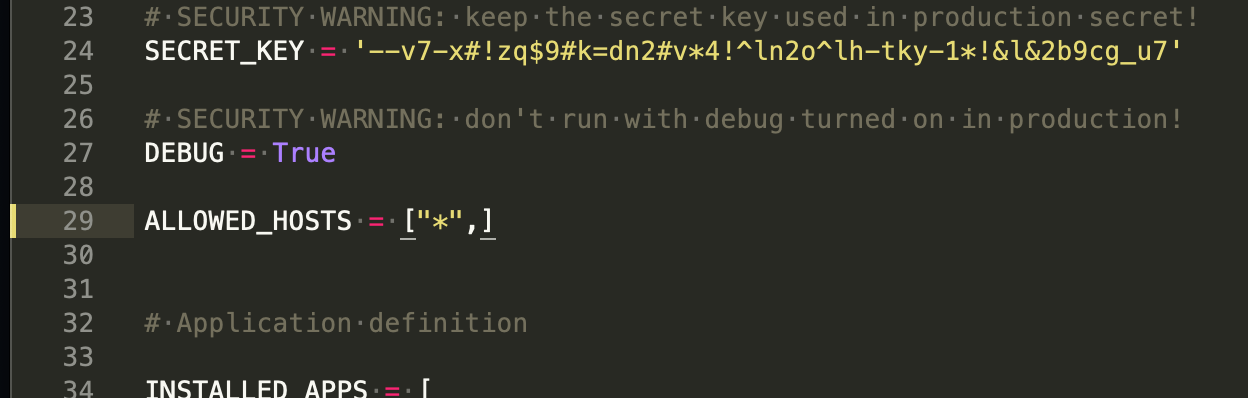 23 # SECURITY WARNING: keep the secret key used in production secret!
24 SECRET_KEY = '--v7-x#!zq$9#k=dn2#v*4!^ln2o^lh-tky-1*!&l&2b9cg_u7'
25
26 # SECURITY WARNING: don't run with debug turned on in production!
27 DEBUG = True
28
29 ALLOWED_HOSTS = ["*",]
30
31
32 # Application definition
33
34 INSTALLED_APPS = [